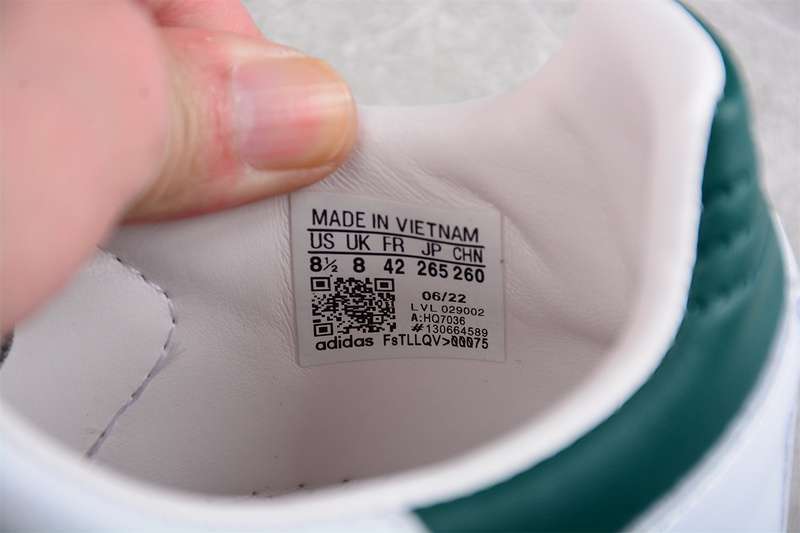 MADE IN VIETNAM
US UK FR JP CHN
8½ 8 42 265 260
06/22
LVL 029002
A:HQ7036
#130664589
adidas FsTLLQV>00075